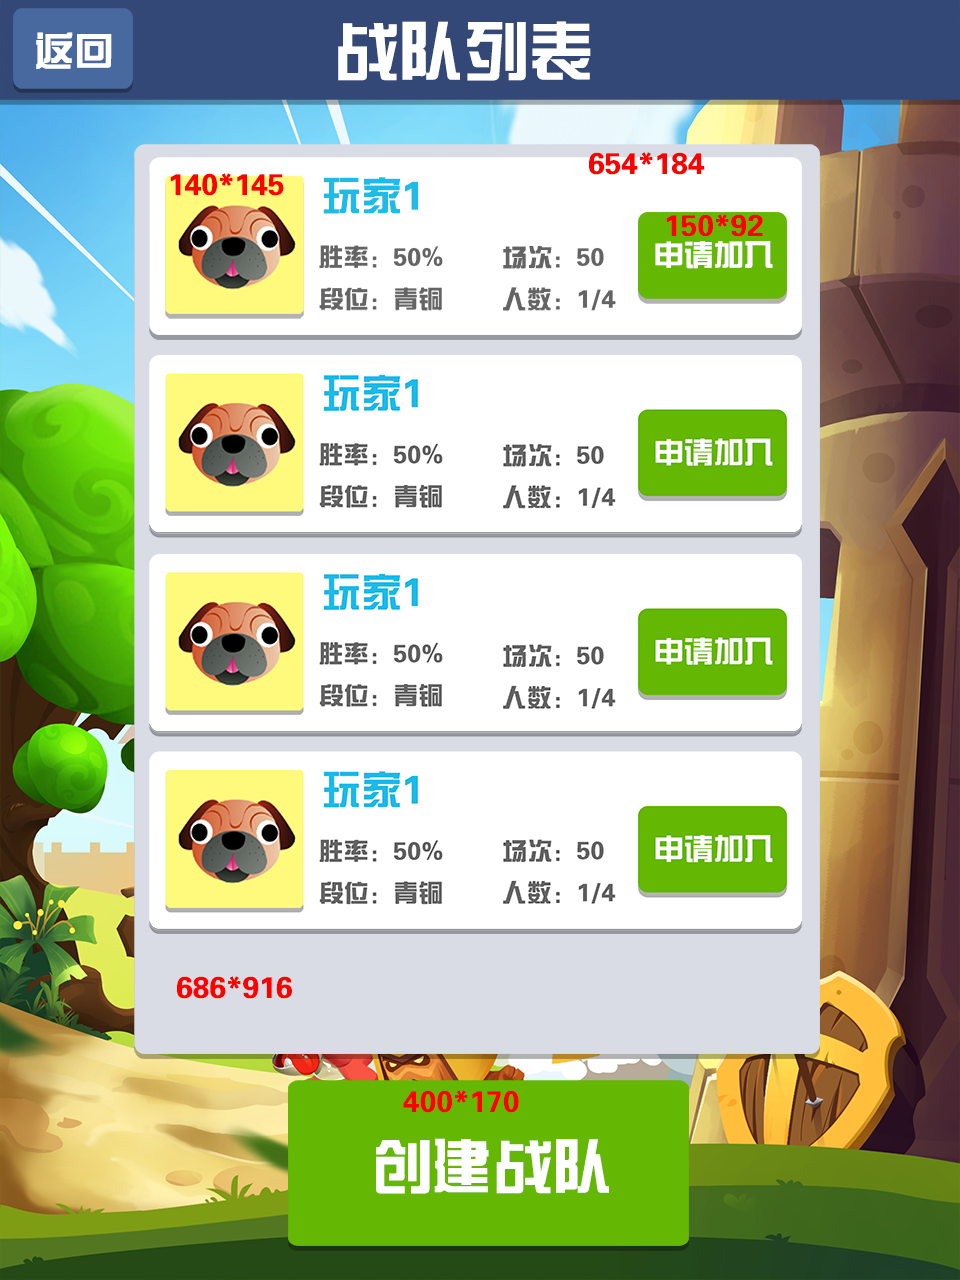 返回
战队列表
654*184
140*145
玩家1
150*92
申请加入
胜率：50%
场次：50
段位：青铜
人数：1/4
玩家1
胜率：50%
场次：50
申请加入
段位：青铜
人数：1/4
玩家1
胜率：50%
场次：50
申请加入
段位：青铜
人数：1/4
玩家1
胜率：50%
场次：50
申请加入
段位：青铜
人数：1/4
686*916
400*170
创建战队